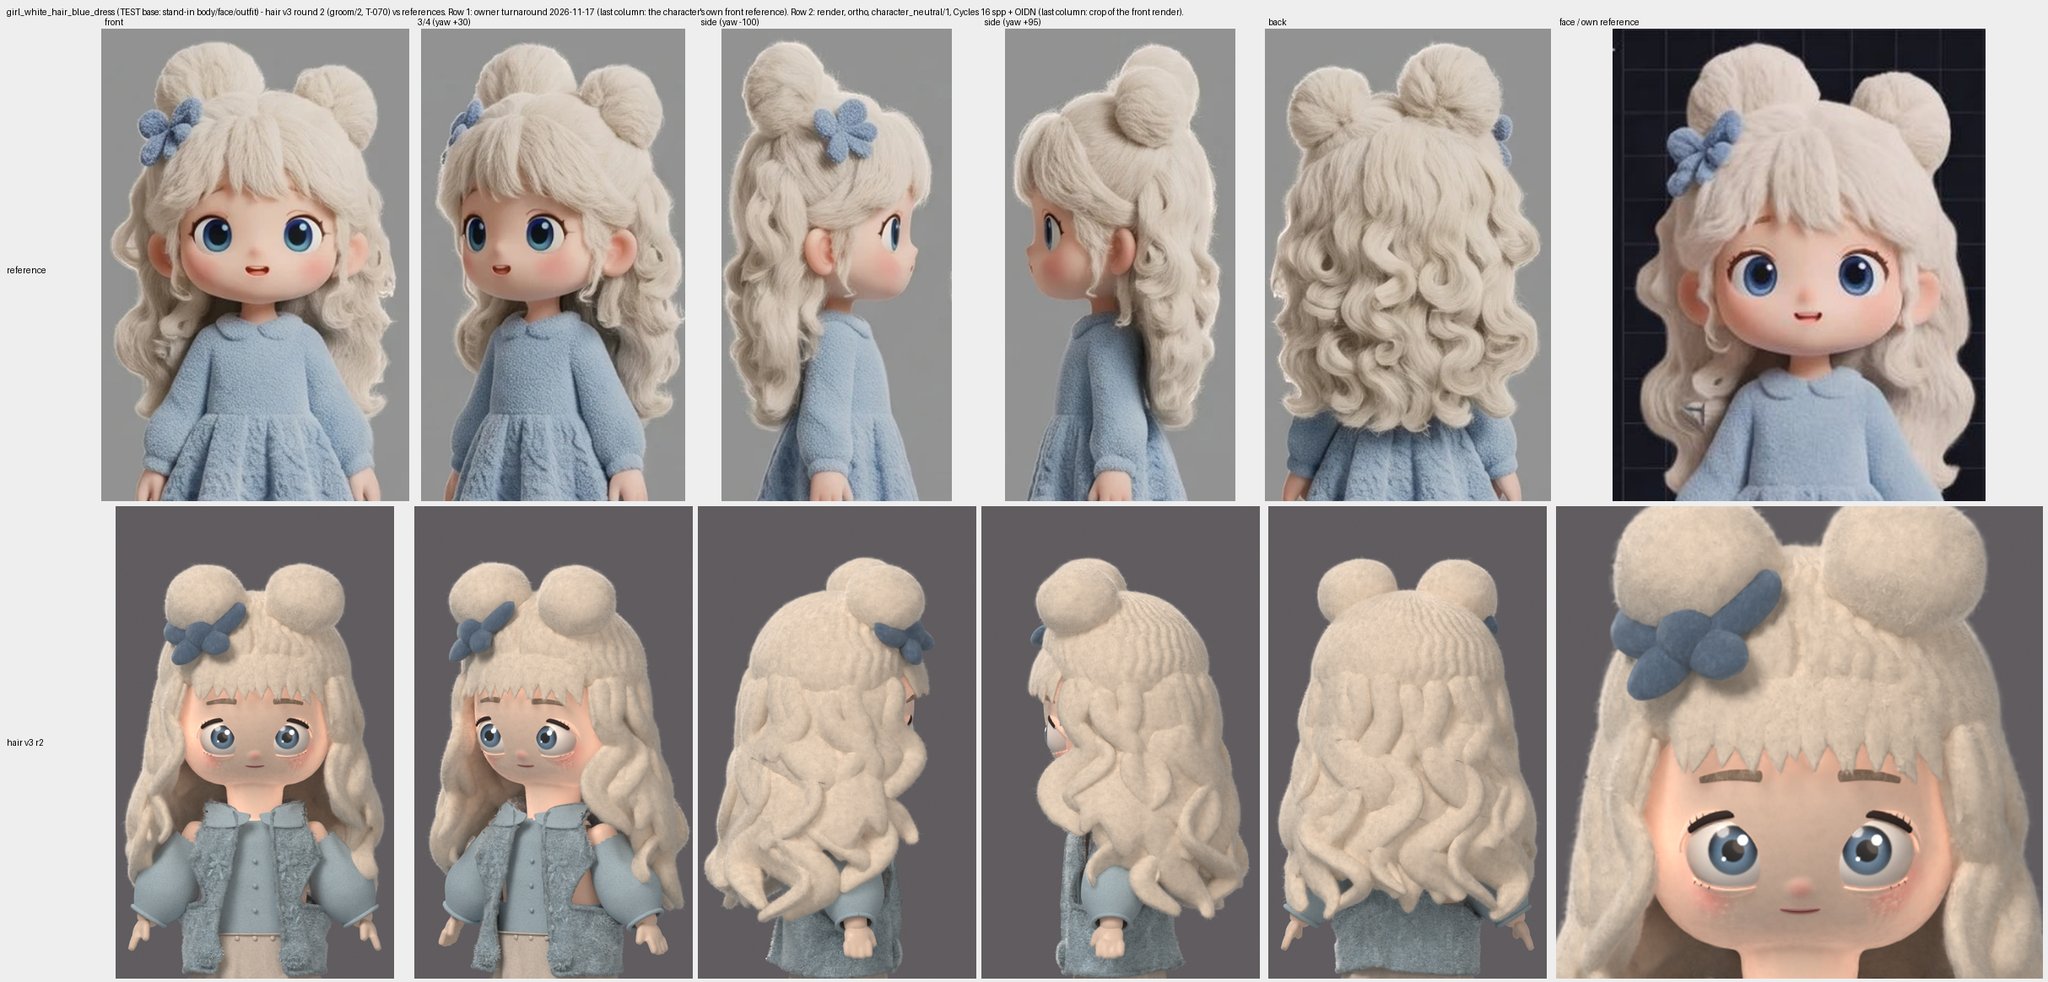 girl_white_hair_blue_dress (TEST base: stand-in body/face/outfit) - hair v3 round 2 (groom/2, T-070) vs references. Row 1: owner turnaround 2026-11-17 (last column: the character's own front reference). Row 2: render, ortho, character_neutral/1, Cycles 16 spp + OIDN (last column: crop of the front render).
front
3/4 (yaw +30)
side (yaw -100)
side (yaw +95)
back
face / own reference
reference
hair v3 r2